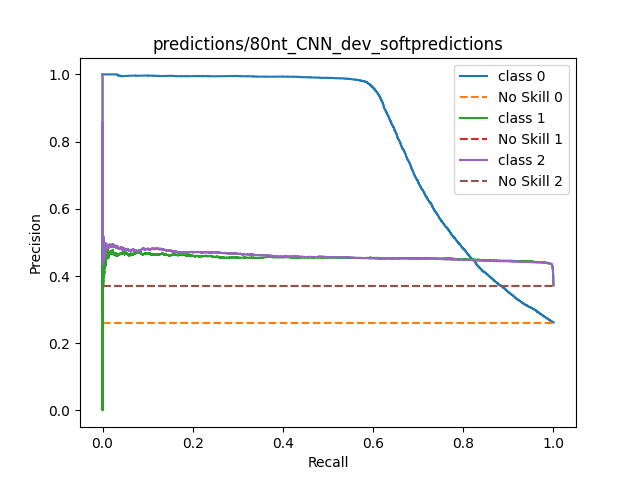 predictions/80nt_CNN_dev_softpredictions
1.0
0.8
0.6
0.4
0.2
0.0
Precision
class 0
No Skill 0
class 1
No Skill 1
class 2
No Skill 2
0.0 0.2 0.4 0.6 0.8 1.0
Recall